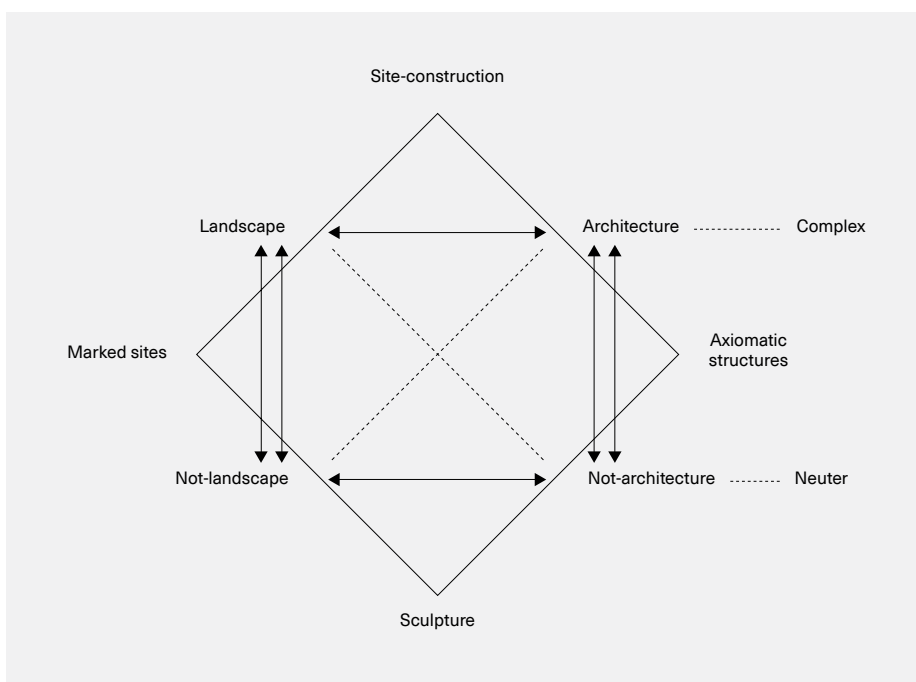 Site-construction
Landscape
Architecture
Complex
Marked sites
Axiomatic
structures
Not-landscape
Not-architecture
Neuter
Sculpture